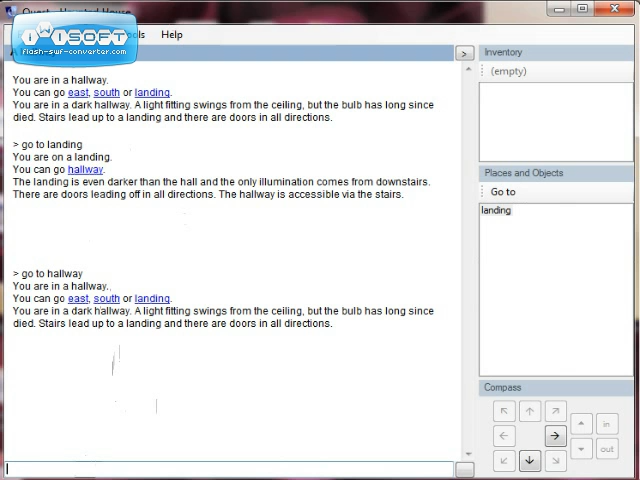 Quest - Haunted House
iWiSOFT
flash-swf-converter.com
Help
>
Inventory
(empty)
You are in a hallway.
You can go east, south or landing.
You are in a dark hallway. A light fitting swings from the ceiling, but the bulb has long since
died. Stairs lead up to a landing and there are doors in all directions.
> go to landing
You are on a landing.
You can go hallway.
The landing is even darker than the hall and the only illumination comes from downstairs.
There are doors leading off in all directions. The hallway is accessible via the stairs.
> go to hallway
You are in a hallway.
You can go east, south or landing.
You are in a dark hallway. A light fitting swings from the ceiling, but the bulb has long since
died. Stairs lead up to a landing and there are doors in all directions.
Places and Objects
Go to
landing
Compass
in
out